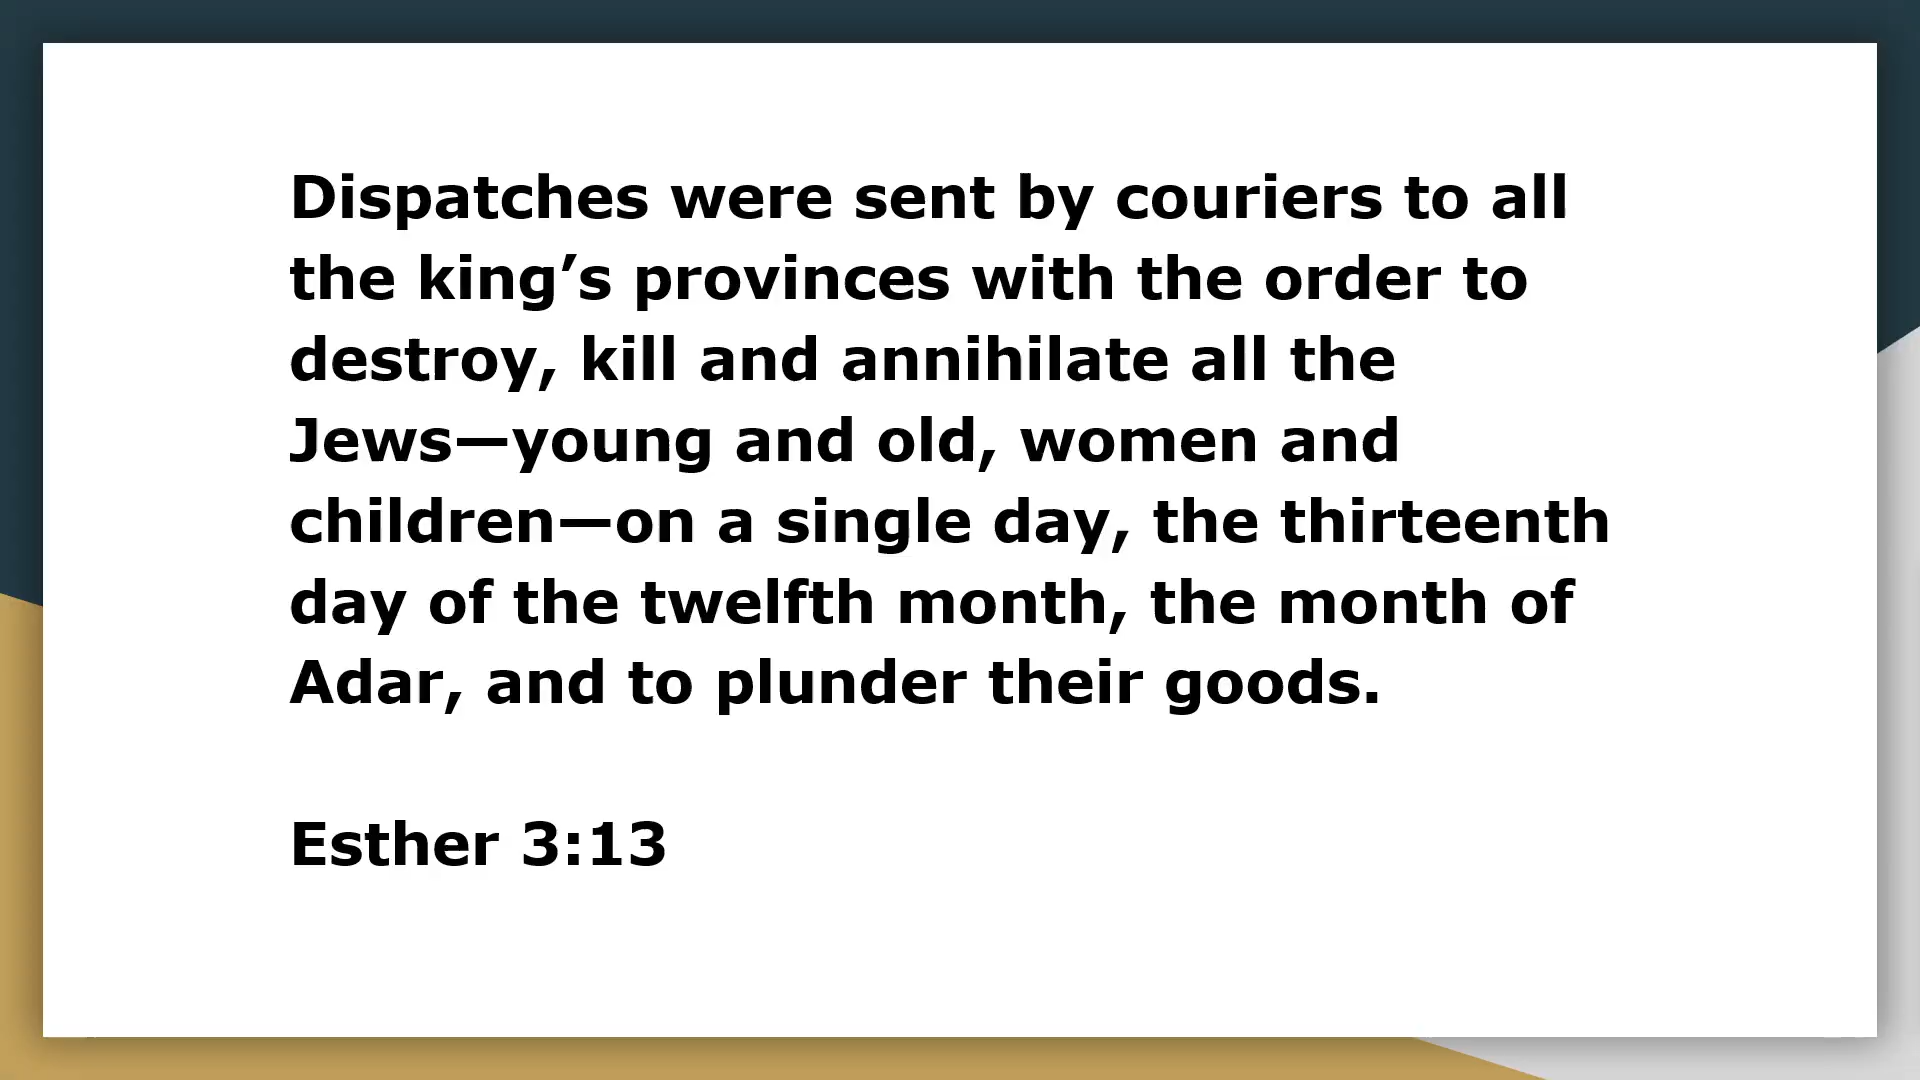 Dispatches were sent by couriers to all
the king’s provinces with the order to
destroy, kill and annihilate all the
Jews—young and old, women and
children—on a single day, the thirteenth
day of the twelfth month, the month of
Adar, and to plunder their goods.
Esther 3:13